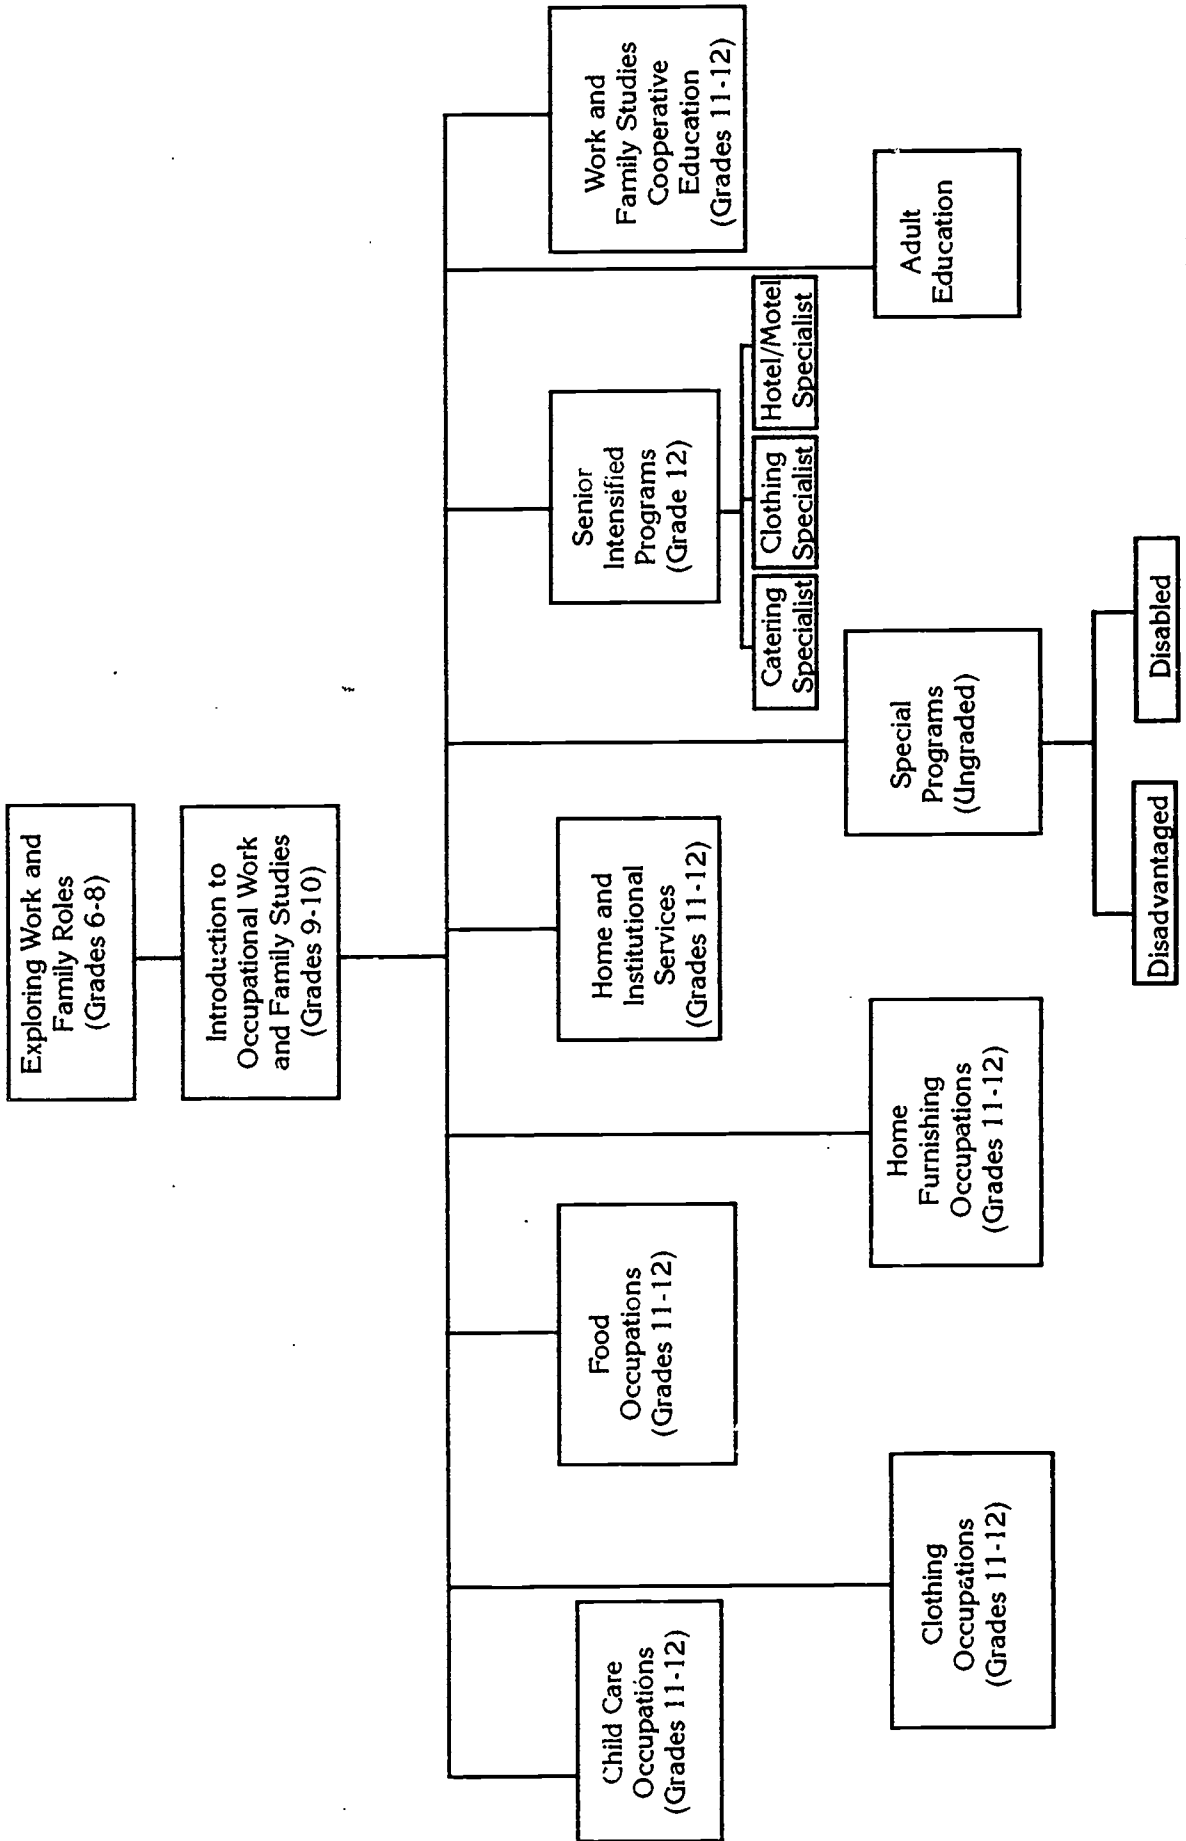 Exploring Work and
Family Roles
(Grades 6-8)
Introduction to
Occupational Work
and Family Studies
(Grades 9-10)
Child Care
Occupations
(Grades 11-12)
Clothing
Occupations
(Grades 11-12)
Food
Occupations
(Grades 11-12)
Home
Furnishing
Occupations
(Grades 11-12)
Home and
Institutional
Services
(Grades 11-12)
Special
Programs
(Ungraded)
Disadvantaged
Disabled
Senior
Intensified
Programs
(Grade 12)
Catering
Specialist
Clothing
Specialist
Hotel/Motel
Specialist
Adult
Education
Work and
Family Studies
Cooperative
Education
(Grades 11-12)